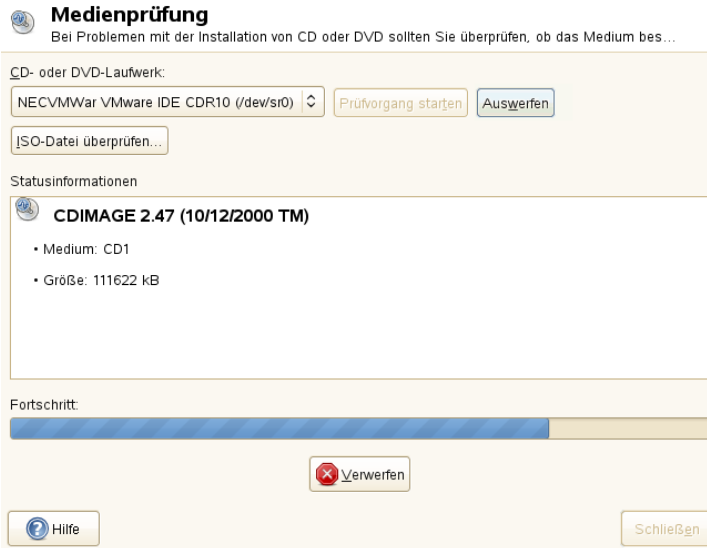 Medienprüfung
Bei Problemen mit der Installation von CD oder DVD sollten Sie überprüfen, ob das Medium bes...
CD- oder DVD-Laufwerk:
NECVMWar VMware IDE CDR10 (/dev/sr0) Prüfvorgang starten Auswerfen
ISO-Datei überprüfen...
Statusinformationen
CDIMAGE 2.47 (10/12/2000 TM)
• Medium: CD1
• Größe: 111622 kB
Fortschritt:
Verwerfen
Hilfe Schließen